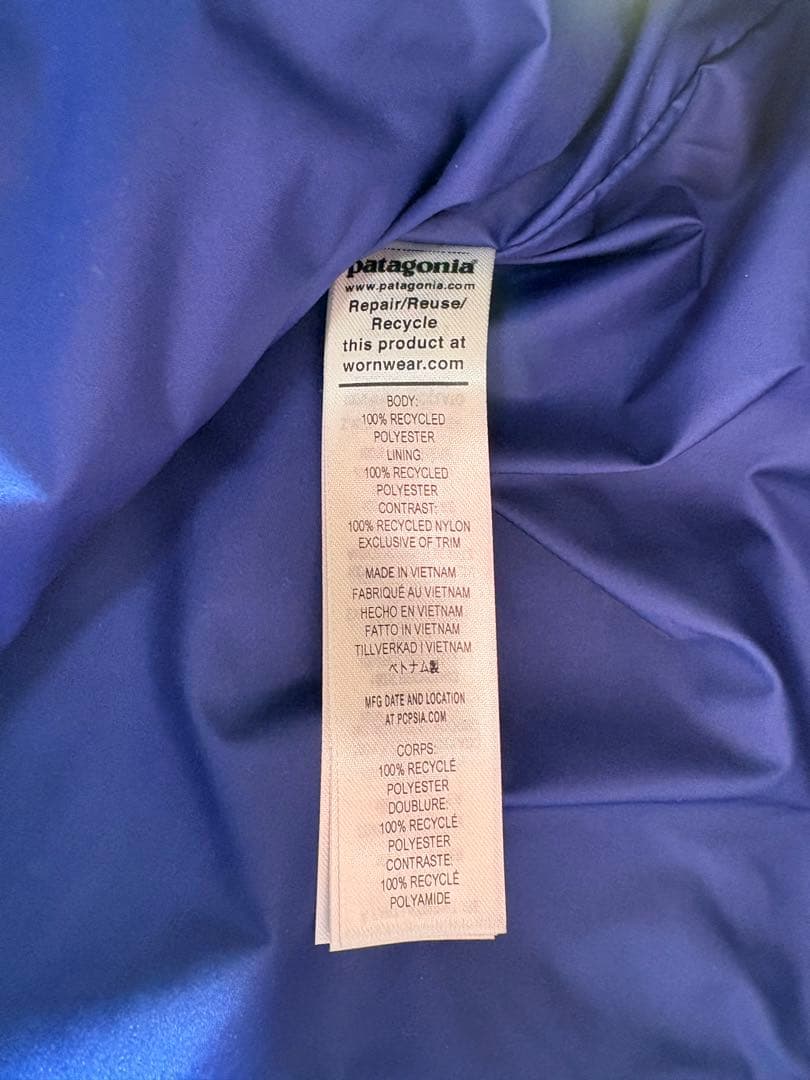 patagonia
www.patagonia.com
Repair/Reuse/
Recycle
this product at
wornwear.com
BODY:
100% RECYCLED
POLYESTER
LINING:
100% RECYCLED
POLYESTER
CONTRAST:
100% RECYCLED NYLON
EXCLUSIVE OF TRIM
MADE IN VIETNAM
FABRIQUÉ AU VIETNAM
HECHO EN VIETNAM
FATTO IN VIETNAM
TILLVERKAD I VIETNAM
ベトナム製
MFG DATE AND LOCATION
AT PCPSIA.COM
CORPS:
100% RECYCLÉ
POLYESTER
DOUBLURE:
100% RECYCLÉ
POLYESTER
CONTRASTE:
100% RECYCLÉ
POLYAMIDE